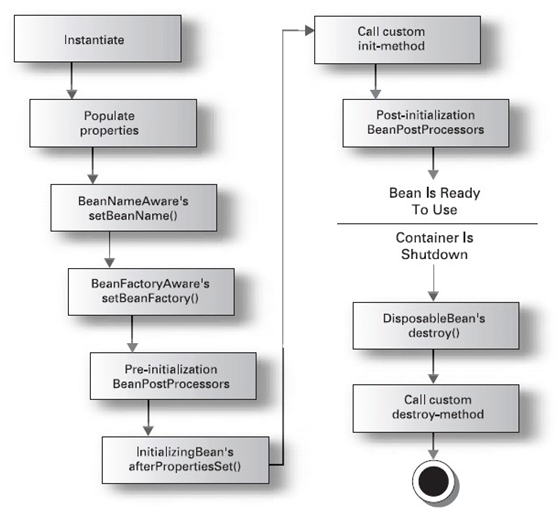 Instantiate
Populate
properties
BeanNameAware's
setBeanName()
BeanFactoryAware's
setBeanFactory()
Pre-initialization
BeanPostProcessors
InitializingBean's
afterPropertiesSet()
Call custom
init-method
Post-initialization
BeanPostProcessors
Bean Is Ready
To Use
Container Is
Shutdown
DisposableBean's
destroy()
Call custom
destroy-method